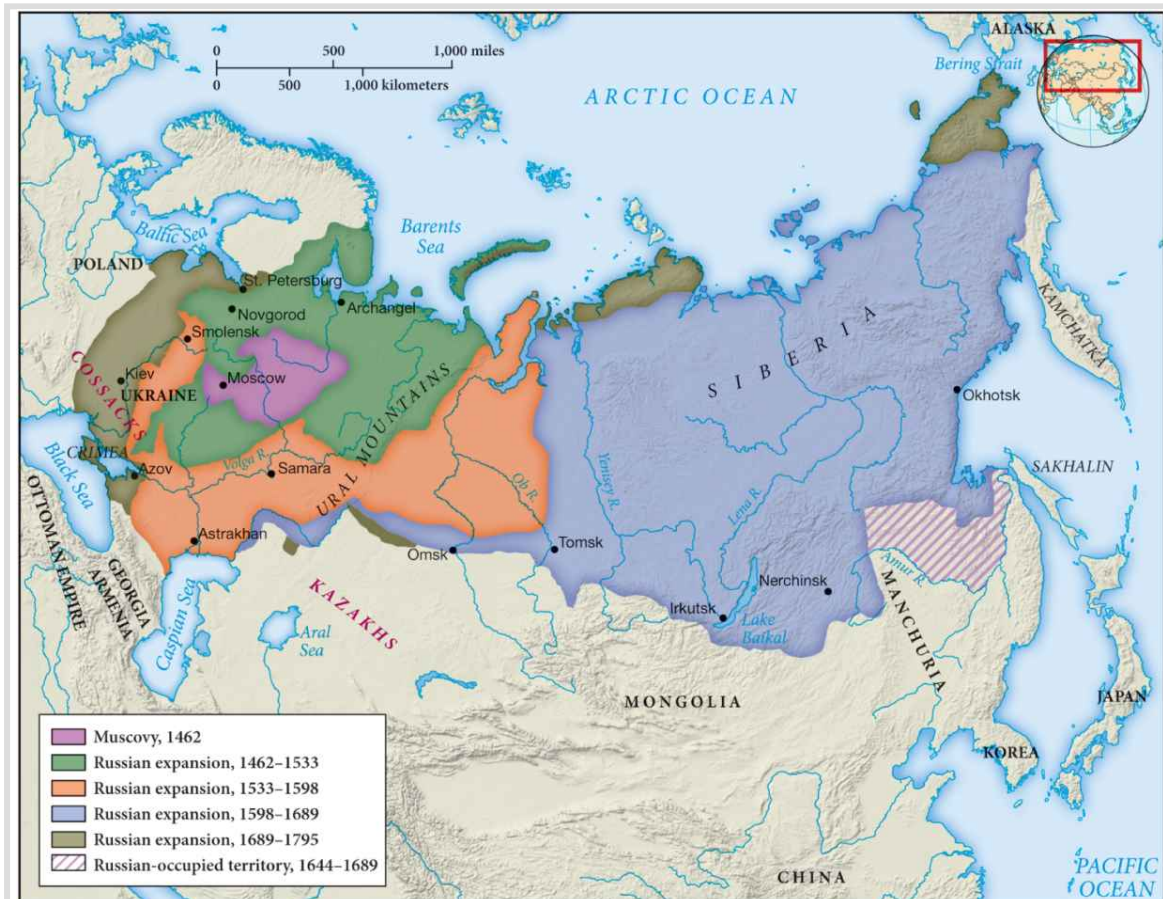 ALASKA
0 500 1,000 miles
0 500 1,000 kilometers
Bering Strait
ARCTIC OCEAN
Barents
Sea
Baltic Sea
POLAND
St. Petersburg
Archangel
Novgorod
Smolensk
SIBERIA
KAMCHATKA
COSSACKS
Kiev
UKRAINE
Moscow
Okhotsk
URAL MOUNTAINS
Black Sea
CRIMEA
Azov
Volga R.
Samara
Ob R.
Yenisey R.
Lena R.
SAKHALIN
OTTOMAN EMPIRE
GEORGIA
ARMENIA
Astrakhan
Omsk
Tomsk
Amur R.
Nerchinsk
Irkutsk
Lake
Baikal
MANCHURIA
Caspian Sea
Aral
Sea
KAZAKHS
MONGOLIA
JAPAN
KOREA
Muscovy, 1462
Russian expansion, 1462–1533
Russian expansion, 1533–1598
Russian expansion, 1598–1689
Russian expansion, 1689–1795
Russian-occupied territory, 1644–1689
CHINA
PACIFIC
OCEAN